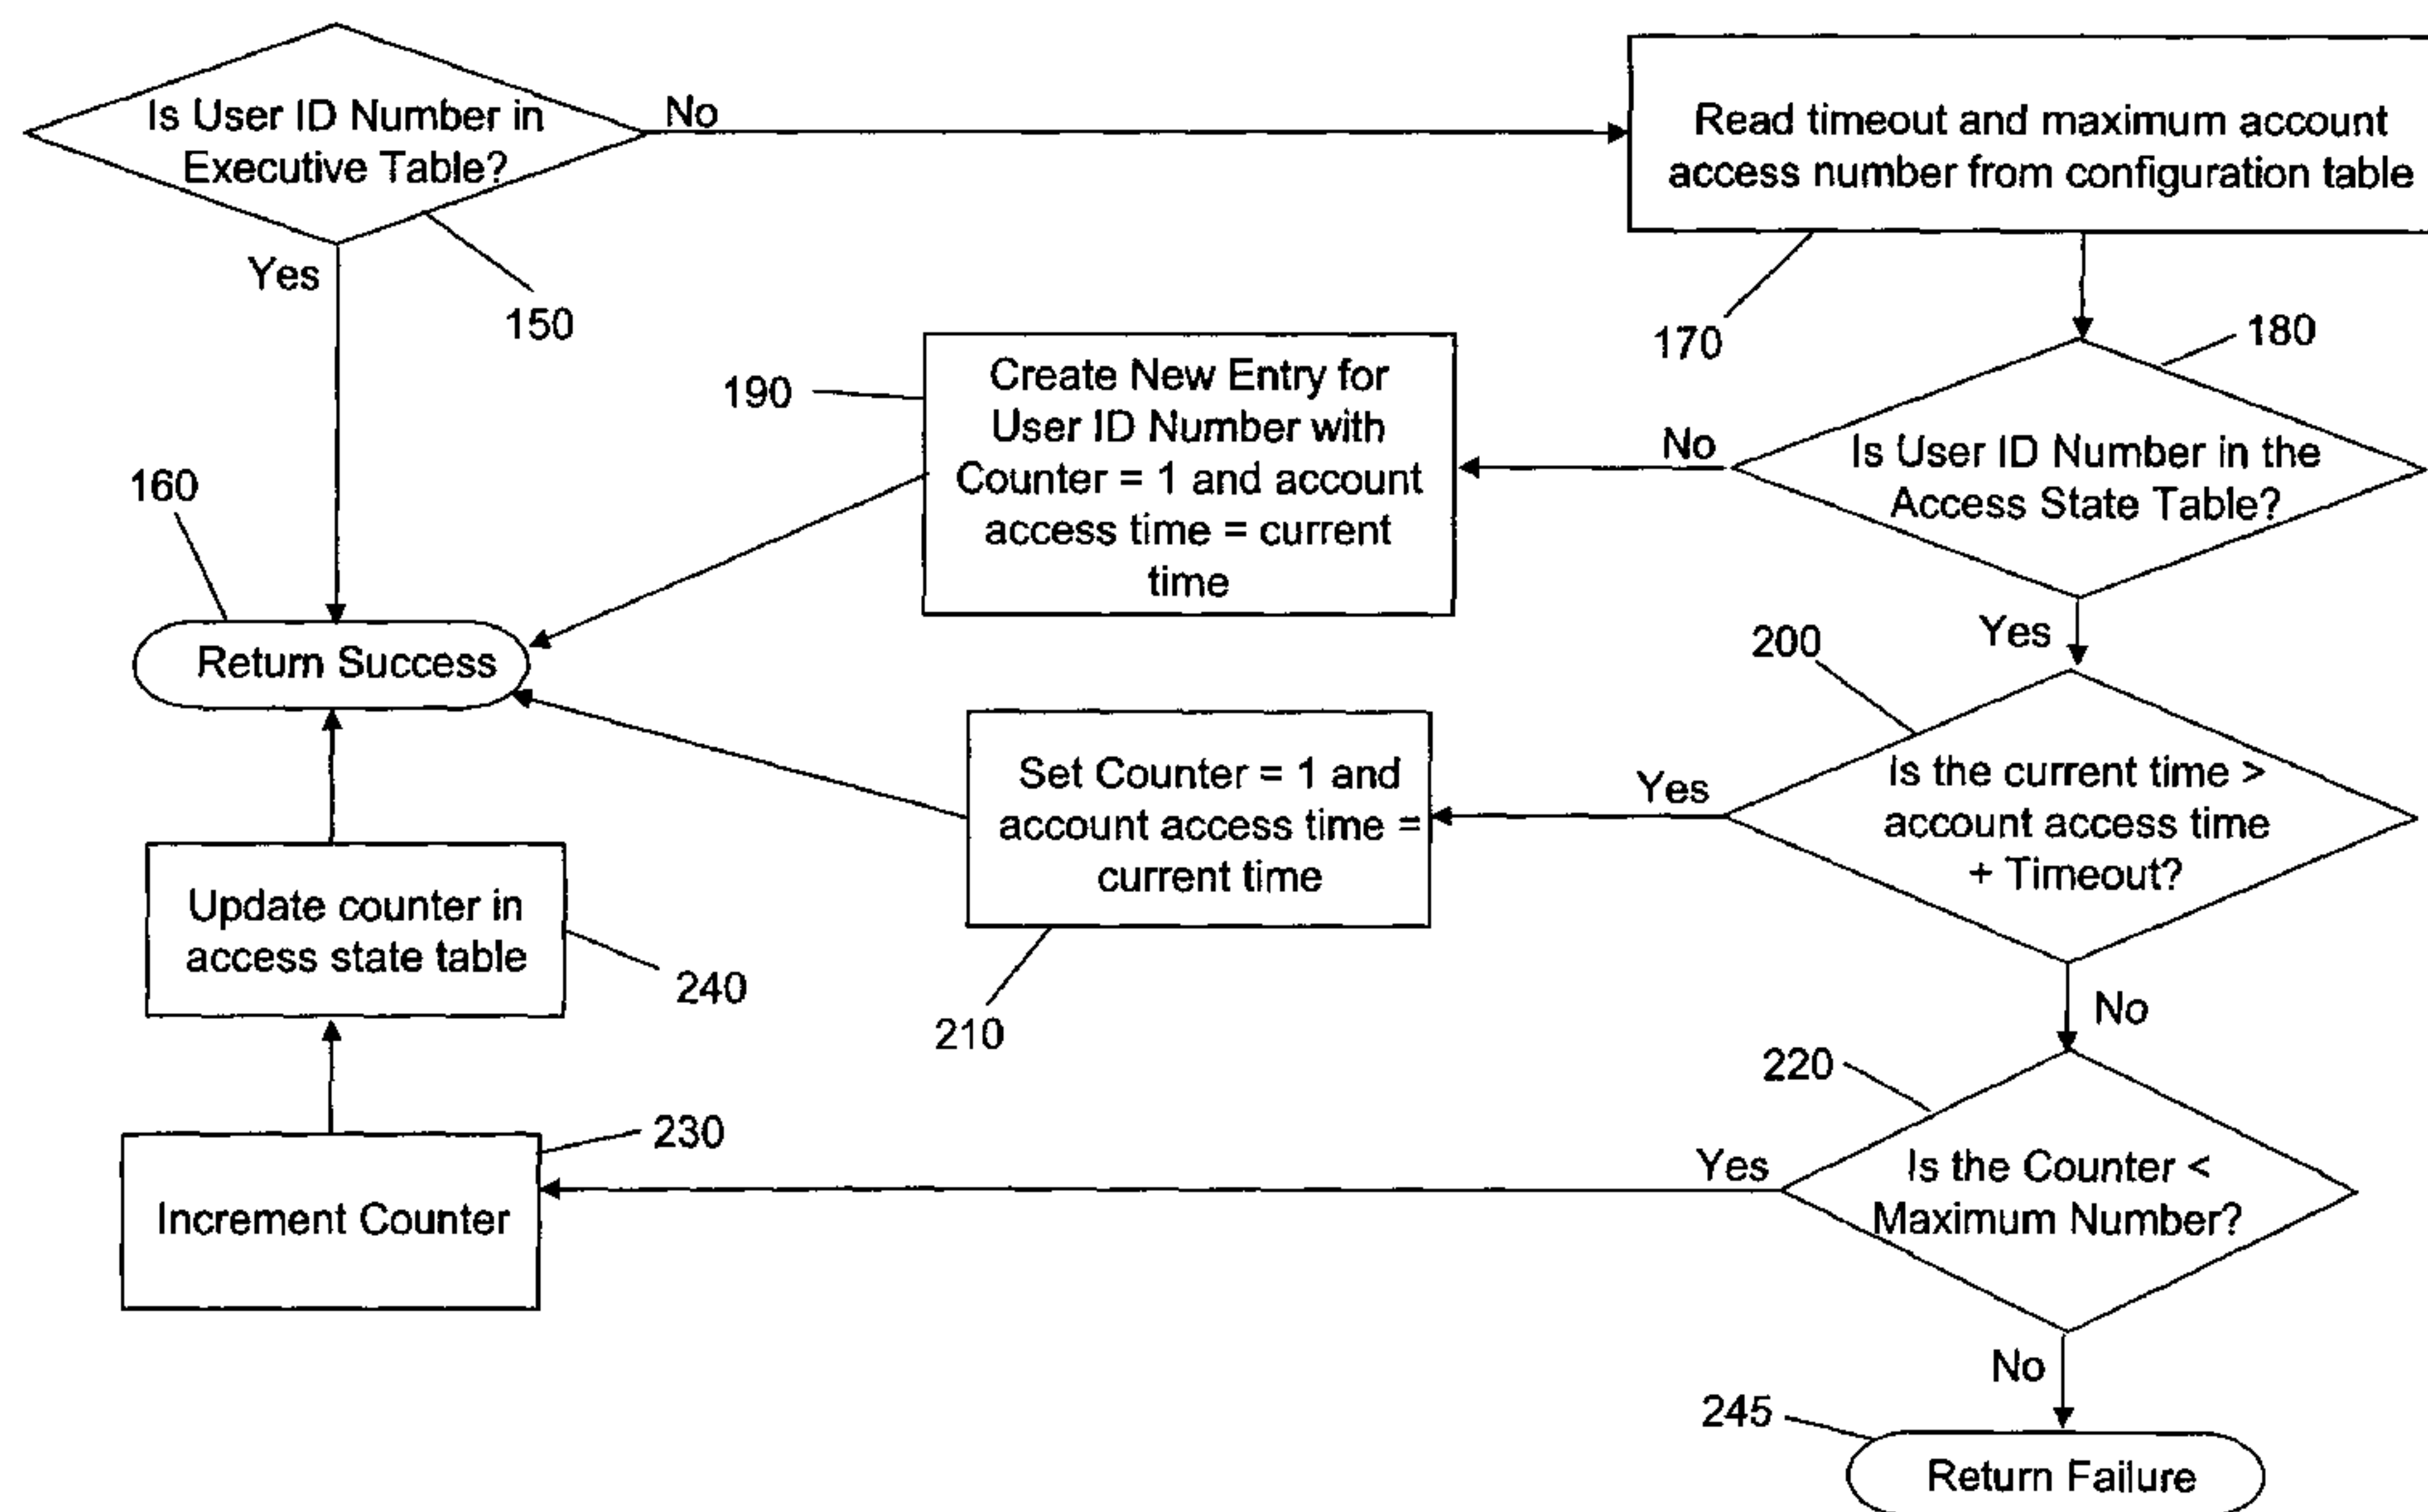 Is User ID Number in
Executive Table?
No
Read timeout and maximum account
access number from configuration table
Yes
150
170
180
190
Create New Entry for
User ID Number with
Counter = 1 and account
access time = current
time
No
Is User ID Number in the
Access State Table?
160
Return Success
Yes
200
Set Counter = 1 and
account access time =
current time
Yes
Is the current time >
account access time
+ Timeout?
Update counter in
access state table
240
210
No
220
230
Increment Counter
Yes
Is the Counter <
Maximum Number?
No
245
Return Failure